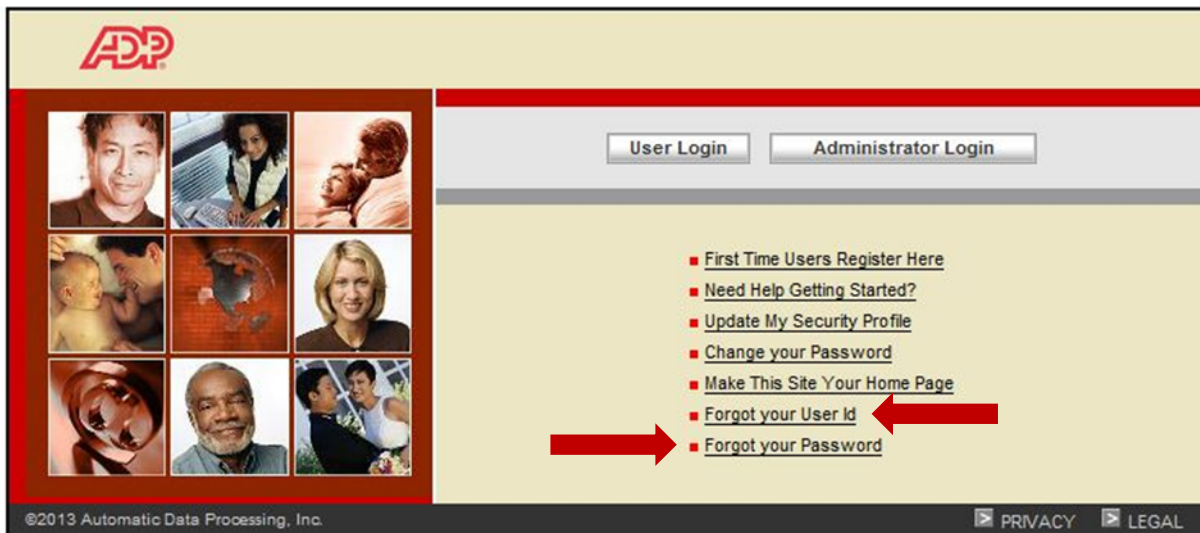 ADP
User Login
Administrator Login
First Time Users Register Here
Need Help Getting Started?
Update My Security Profile
Change your Password
Make This Site Your Home Page
Forgot your User Id
Forgot your Password
©2013 Automatic Data Processing, Inc.
PRIVACY
LEGAL